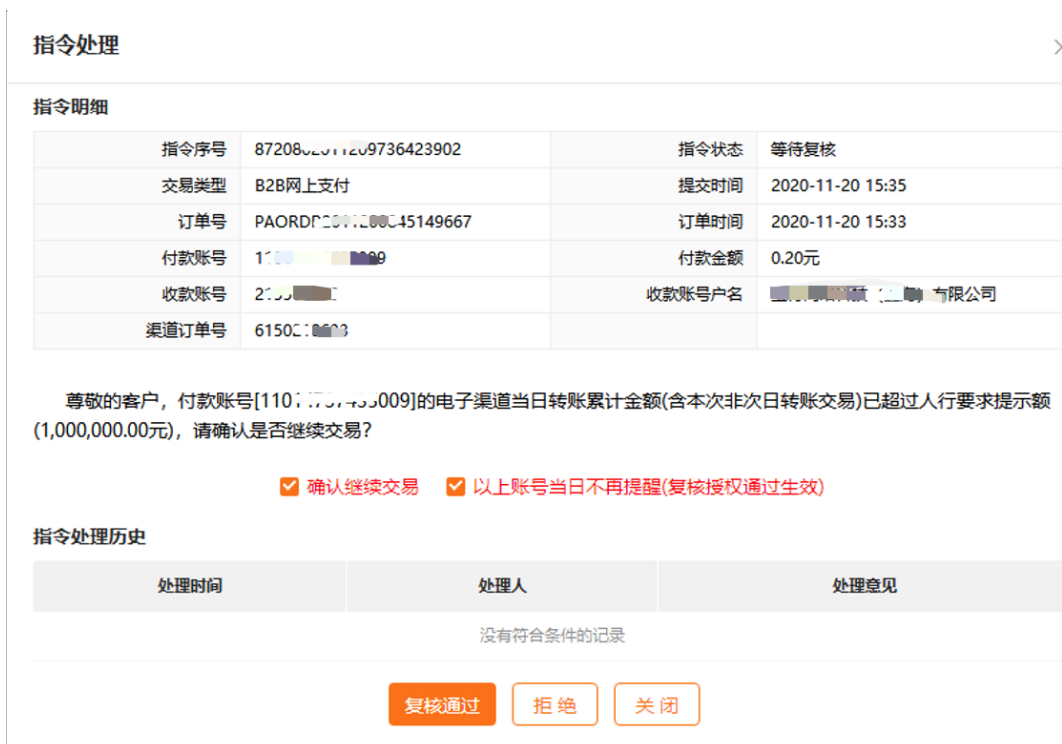 指令处理
指令明细
指令序号 指令状态 等待复核
交易类型 B2B网上支付 提交时间 2020-11-20 15:35
订单号 订单时间 2020-11-20 15:33
付款账号 付款金额 0.20元
收款账号 收款账号户名 有限公司
渠道订单号
尊敬的客户，付款账号的电子渠道当日转账累计金额(含本次非次日转账交易)已超过人行要求提示额
(1,000,000.00元)，请确认是否继续交易？
确认继续交易 以上账号当日不再提醒(复核授权通过生效)
指令处理历史
处理时间 处理人 处理意见
没有符合条件的记录
复核通过 拒绝 关闭